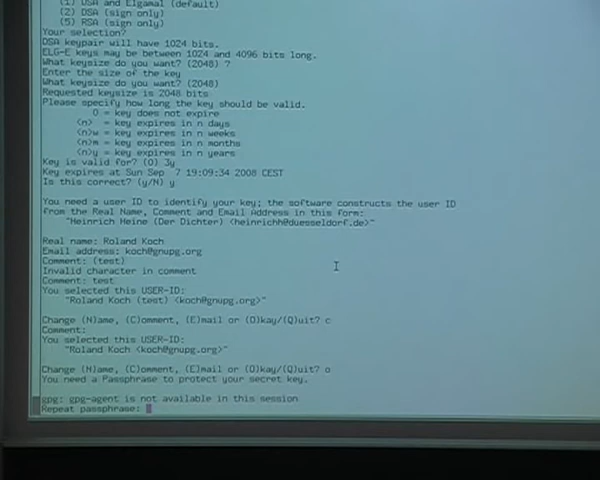 (1) DSA and Elgamal (default)
(2) DSA (sign only)
(5) RSA (sign only)
Your selection?
DSA keypair will have 1024 bits.
ELG-E keys may be between 1024 and 4096 bits long.
What keysize do you want? (2048) ?
Enter the size of the key
What keysize do you want? (2048)
Requested keysize is 2048 bits
Please specify how long the key should be valid.
0 = key does not expire
<n> = key expires in n days
<n>w = key expires in n weeks
<n>m = key expires in n months
<n>y = key expires in n years
Key is valid for? (0) 3y
Key expires at Sun Sep 7 19:09:34 2008 CEST
Is this correct? (y/N) y
You need a user ID to identify your key; the software constructs the user ID
from the Real Name, Comment and Email Address in this form:
"Heinrich Heine (Der Dichter) <heinrichh@duesseldorf.de>"
Real name: Roland Koch
Email address: koch@gnupg.org
Comment: (test)
Invalid character in comment
Comment: test
You selected this USER-ID:
"Roland Koch (test) <koch@gnupg.org>"
Change (N)ame, (C)omment, (E)mail or (O)kay/(Q)uit? c
Comment:
You selected this USER-ID:
"Roland Koch <koch@gnupg.org>"
Change (N)ame, (C)omment, (E)mail or (O)kay/(Q)uit? o
You need a Passphrase to protect your secret key.
gpg: gpg-agent is not available in this session
Repeat passphrase: